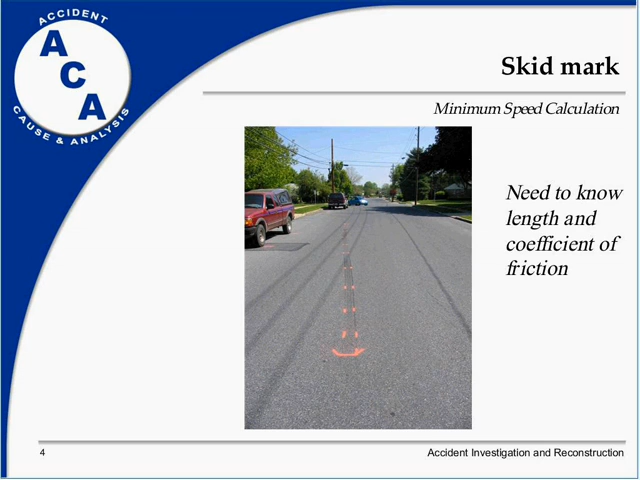 ACCIDENT
A
C
A
CAUSE & ANALYSIS
Skid mark
Minimum Speed Calculation
Need to know
length and
coefficient of
friction
4
Accident Investigation and Reconstruction